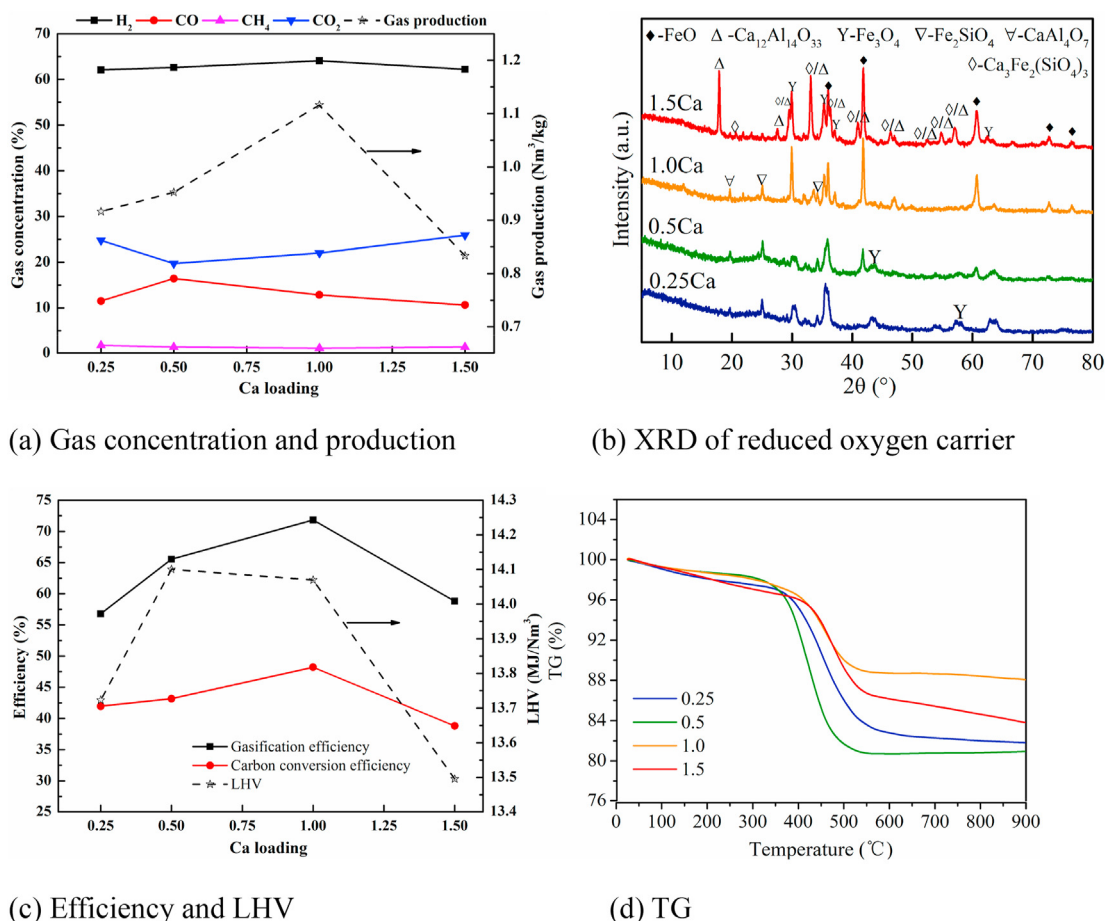 H₂ CO CH₄ CO₂ Gas production
Gas concentration (%)
70
60
50
40
30
20
10
0
1.2
1.1
1.0
0.9
0.8
0.7
Gas production (Nm³/kg)
0.25 0.50 0.75 1.00 1.25 1.50
Ca loading
(a) Gas concentration and production
♦-FeO Δ-Ca₁₂Al₁₄O₃₃ Y-Fe₃O₄ ∇-Fe₂SiO₄ ∀-CaAl₄O₇
◊-Ca₃Fe₂(SiO₄)₃
Intensity (a.u.)
1.5Ca
1.0Ca
0.5Ca
0.25Ca
Δ ◊ Δ ◊/Δ Y ◊/Δ Y ♦ ◊/Δ Y ◊/Δ ♦ ◊/Δ ◊/Δ ◊/Δ ◊/Δ ♦ Y ♦ ♦
∀ ∇ ∇
Y
Y
10 20 30 40 50 60 70 80
2θ (°)
(b) XRD of reduced oxygen carrier
Efficiency (%)
75
70
65
60
55
50
45
40
35
30
25
Gasification efficiency
Carbon conversion efficiency
LHV
14.3
14.2
14.1
14.0
13.9
13.8
13.7
13.6
13.5
13.4
LHV (MJ/Nm³)
0.25 0.50 0.75 1.00 1.25 1.50
Ca loading
(c) Efficiency and LHV
TG (%)
104
100
96
92
88
84
80
76
0.25
0.5
1.0
1.5
0 100 200 300 400 500 600 700 800 900
Temperature (℃)
(d) TG